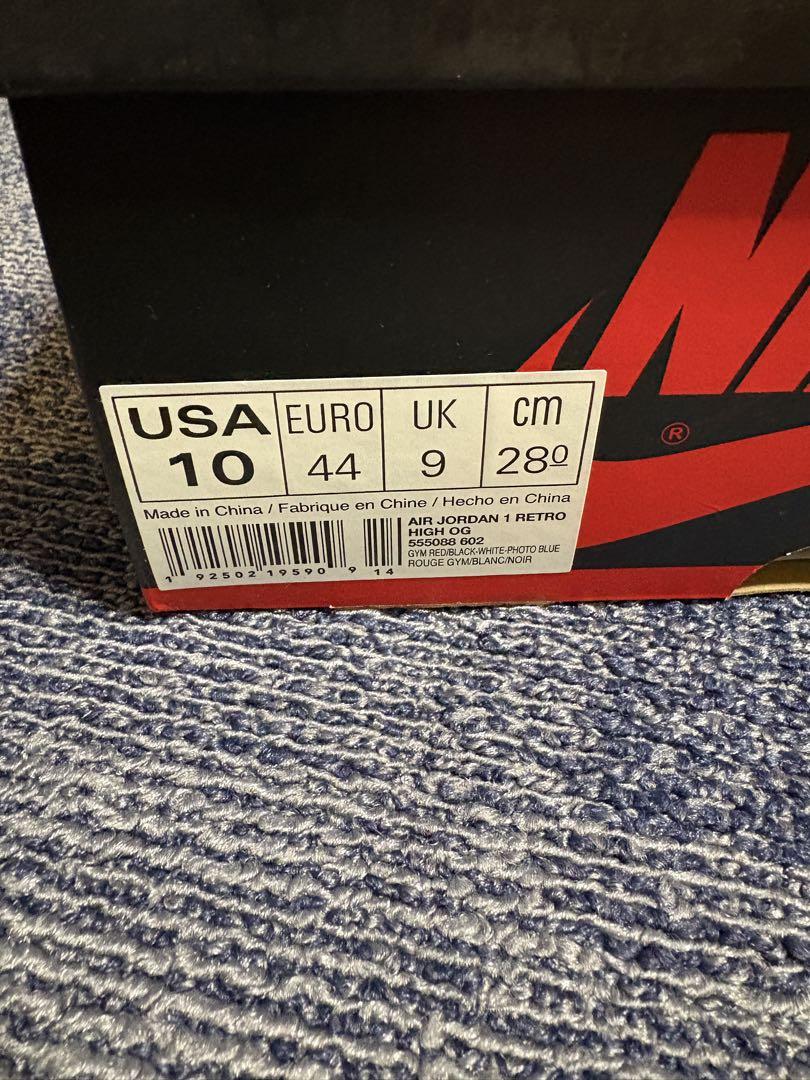 USA EURO UK cm
10 44 9 28⁰
Made in China / Fabrique en Chine / Hecho en China
AIR JORDAN 1 RETRO
HIGH OG
555088 602
GYM RED/BLACK-WHITE-PHOTO BLUE
ROUGE GYM/BLANC/NOIR
1 92502 19590 9 14
®